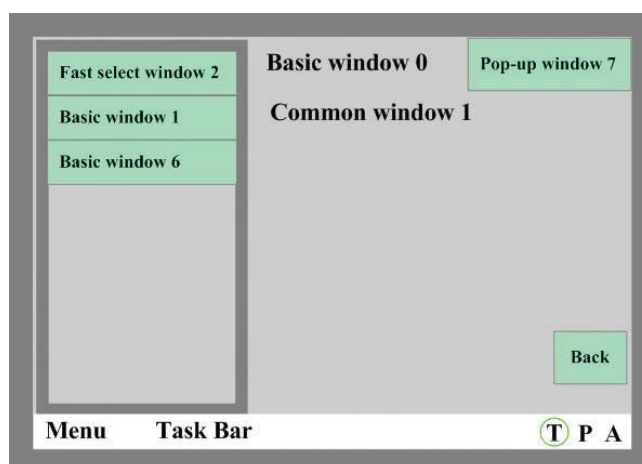 Fast select window 2
Basic window 1
Basic window 6
Basic window 0
Pop-up window 7
Common window 1
Back
Menu Task Bar T P A